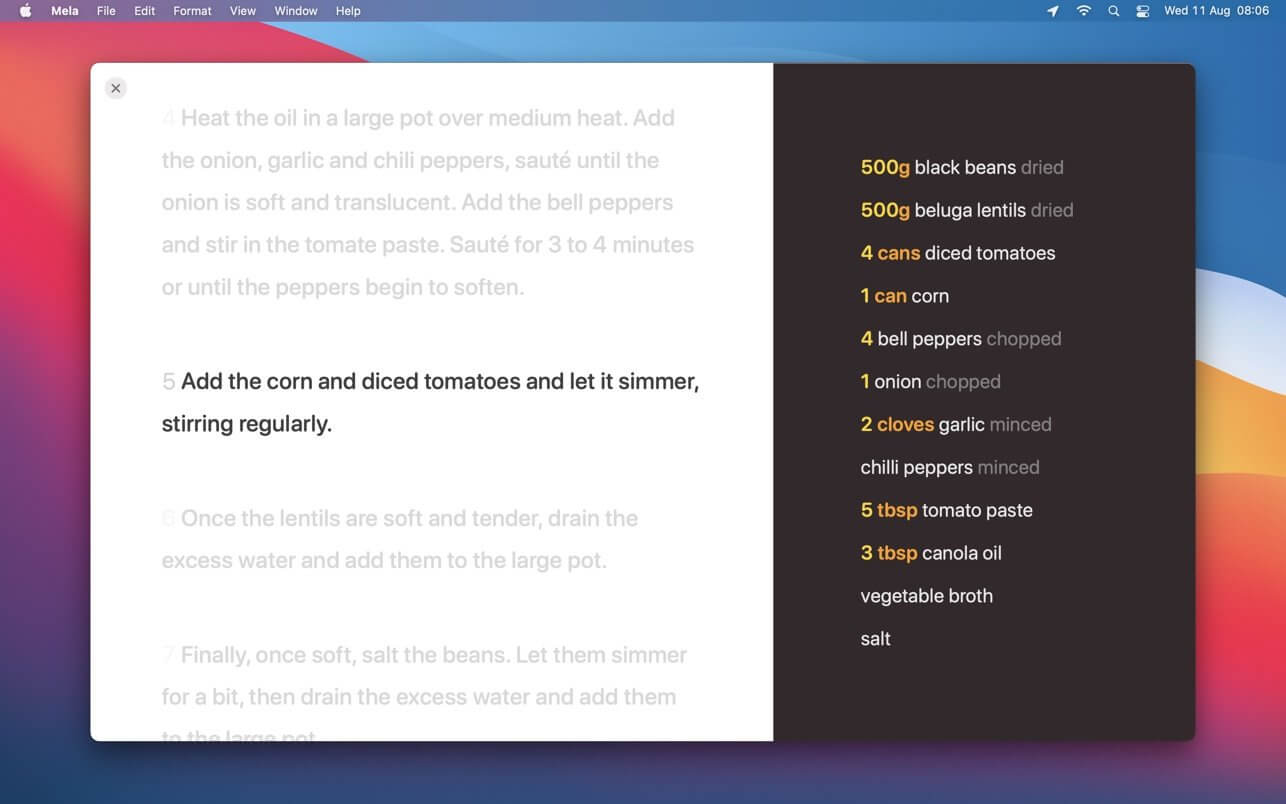 Mela File Edit Format View Window Help Wed 11 Aug 08:06
4 Heat the oil in a large pot over medium heat. Add
the onion, garlic and chili peppers, sauté until the
onion is soft and translucent. Add the bell peppers
and stir in the tomate paste. Sauté for 3 to 4 minutes
or until the peppers begin to soften.
5 Add the corn and diced tomatoes and let it simmer,
stirring regularly.
6 Once the lentils are soft and tender, drain the
excess water and add them to the large pot.
7 Finally, once soft, salt the beans. Let them simmer
for a bit, then drain the excess water and add them
to the large pot
500g black beans dried
500g beluga lentils dried
4 cans diced tomatoes
1 can corn
4 bell peppers chopped
1 onion chopped
2 cloves garlic minced
chilli peppers minced
5 tbsp tomato paste
3 tbsp canola oil
vegetable broth
salt